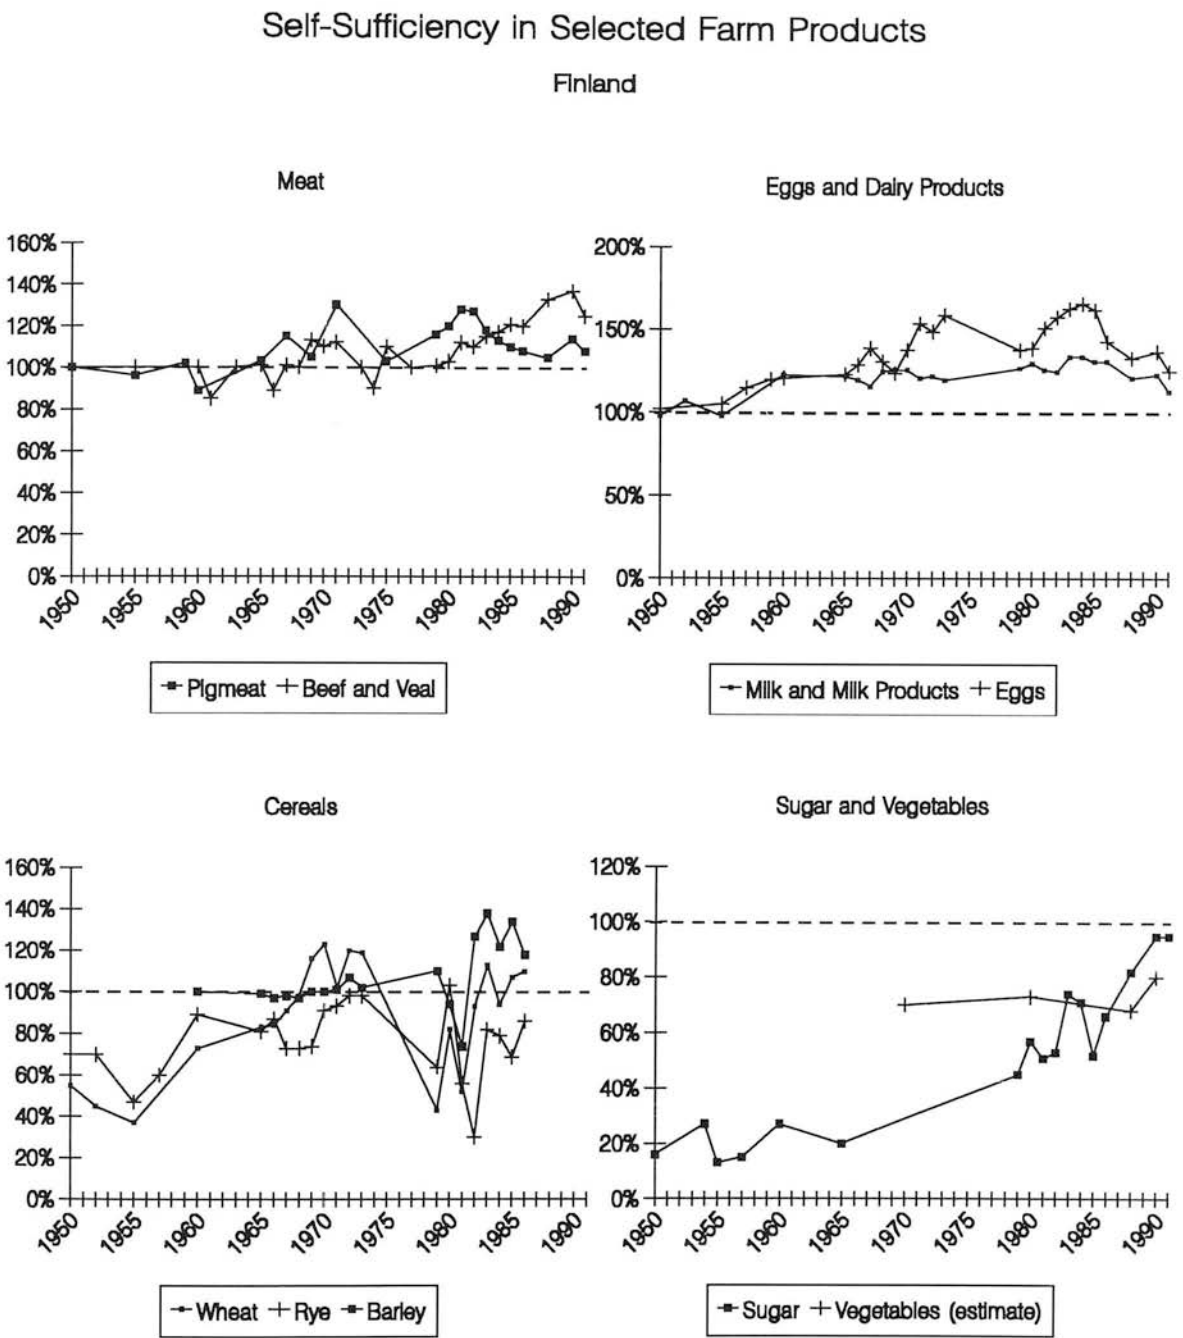 Self-Sufficiency in Selected Farm Products
Finland
Meat
160%
140%
120%
100%
80%
60%
40%
20%
0%
1950 1955 1960 1965 1970 1975 1980 1985 1990
Pigmeat Beef and Veal
Eggs and Dairy Products
200%
150%
100%
50%
0%
1950 1955 1960 1965 1970 1975 1980 1985 1990
Milk and Milk Products Eggs
Cereals
160%
140%
120%
100%
80%
60%
40%
20%
0%
1950 1955 1960 1965 1970 1975 1980 1985 1990
Wheat Rye Barley
Sugar and Vegetables
120%
100%
80%
60%
40%
20%
0%
1950 1955 1960 1965 1970 1975 1980 1985 1990
Sugar Vegetables (estimate)